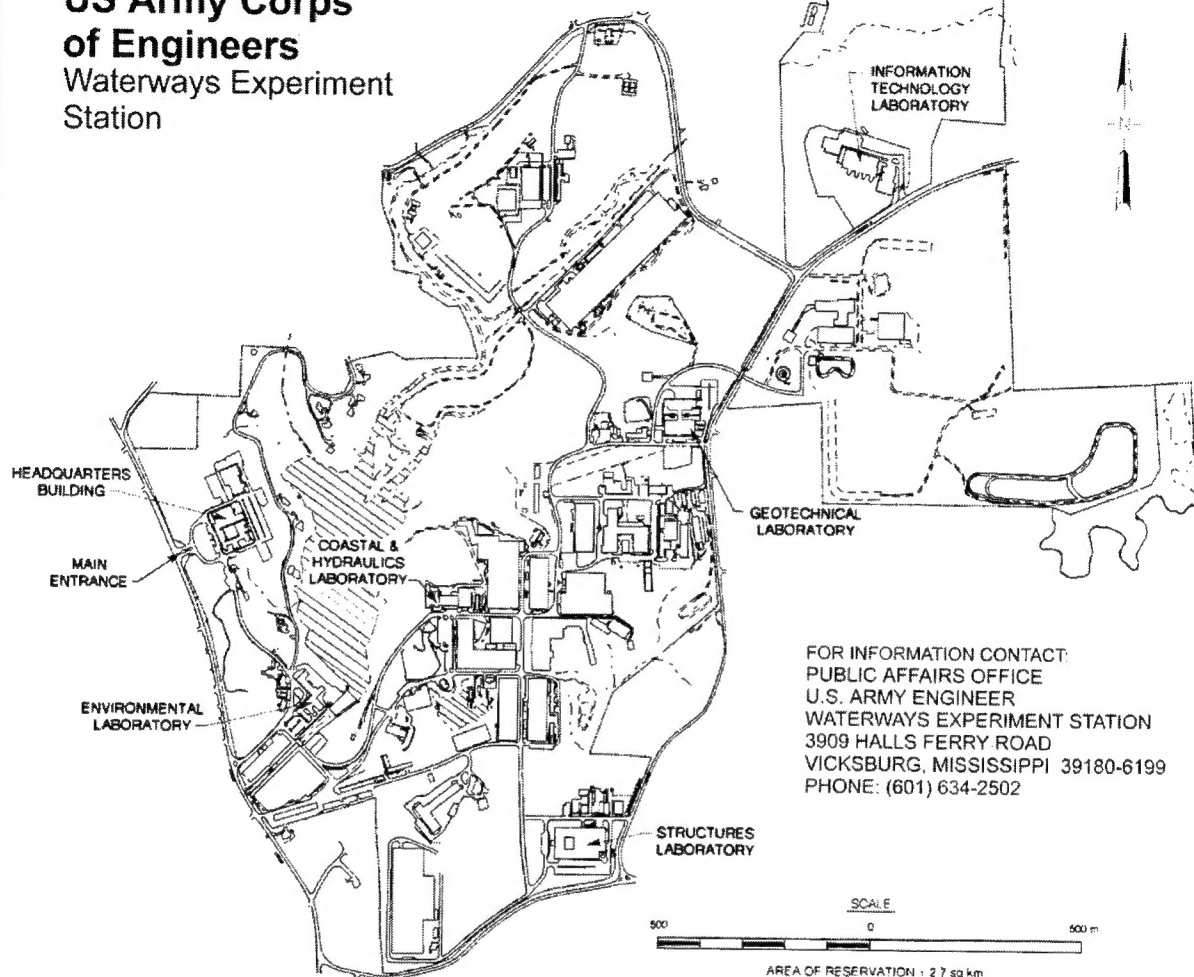 US Army Corps
of Engineers
Waterways Experiment
Station
INFORMATION
TECHNOLOGY
LABORATORY
N
HEADQUARTERS
BUILDING
MAIN
ENTRANCE
COASTAL &
HYDRAULICS
LABORATORY
GEOTECHNICAL
LABORATORY
ENVIRONMENTAL
LABORATORY
FOR INFORMATION CONTACT:
PUBLIC AFFAIRS OFFICE
U.S. ARMY ENGINEER
WATERWAYS EXPERIMENT STATION
3909 HALLS FERRY ROAD
VICKSBURG, MISSISSIPPI 39180-6199
PHONE: (601) 634-2502
STRUCTURES
LABORATORY
SCALE
500 0 500 m
AREA OF RESERVATION : 2.7 sq km